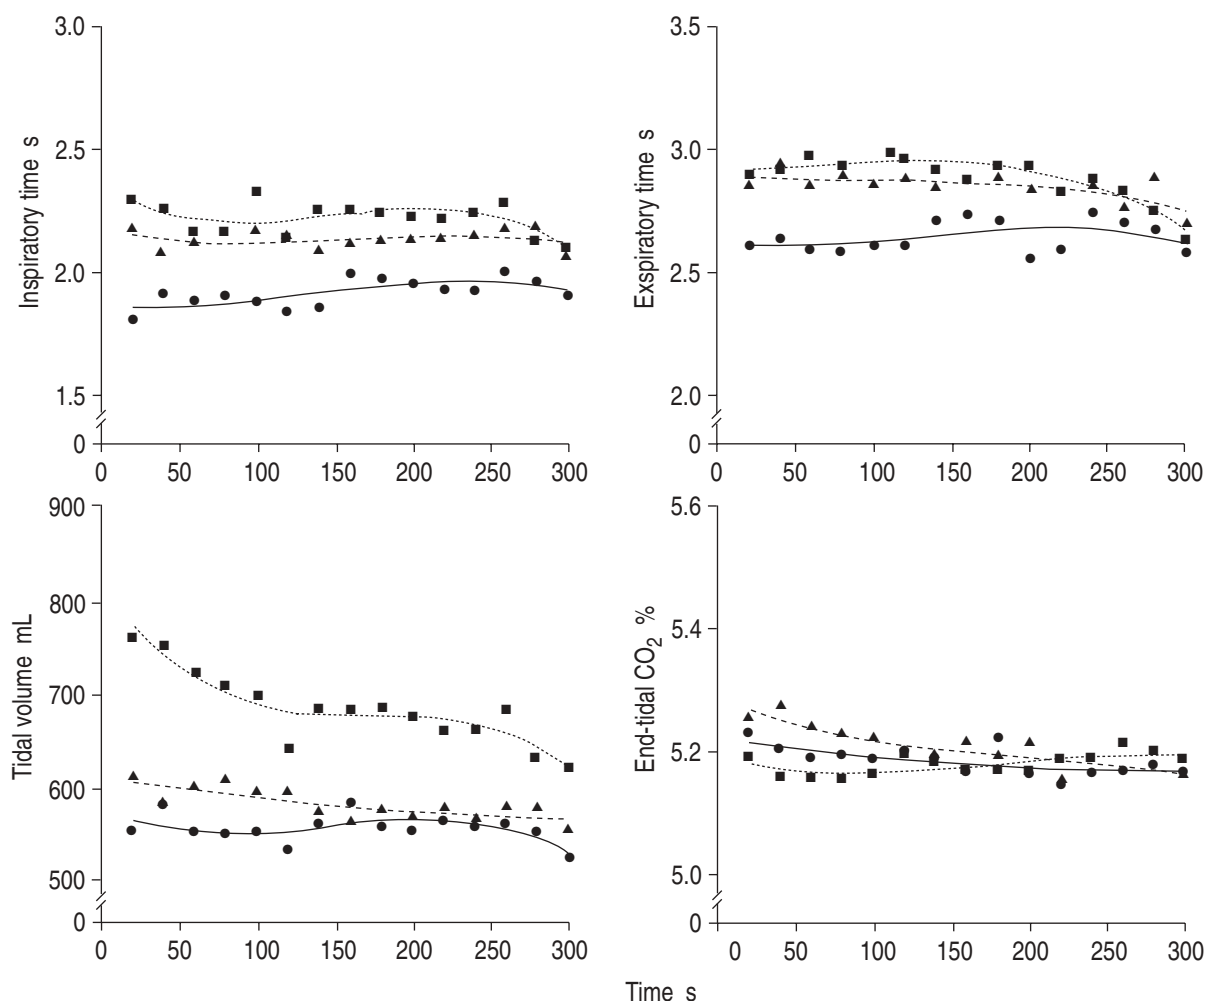 3.0
2.5
2.0
1.5
0
Inspiratory time s
0 50 100 150 200 250 300
3.5
3.0
2.5
2.0
0
Exspiratory time s
0 50 100 150 200 250 300
900
800
700
600
500
0
Tidal volume mL
0 50 100 150 200 250 300
5.6
5.4
5.2
5.0
0
End-tidal CO2 %
0 50 100 150 200 250 300
Time s